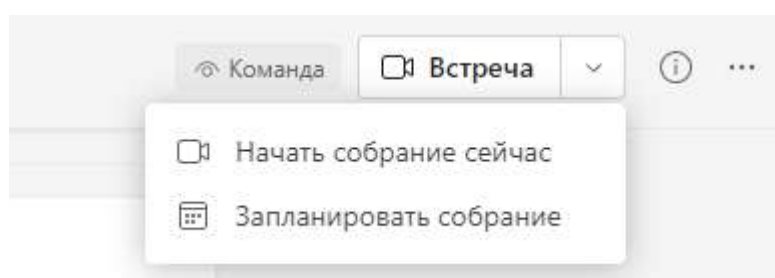 Команда Встреча
Начать собрание сейчас
Запланировать собрание